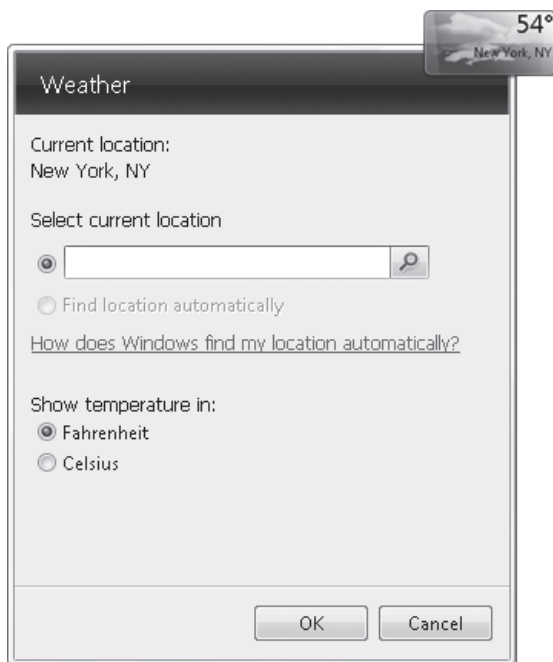 54°
New York, NY
Weather
Current location:
New York, NY
Select current location
Find location automatically
How does Windows find my location automatically?
Show temperature in:
Fahrenheit
Celsius
OK
Cancel